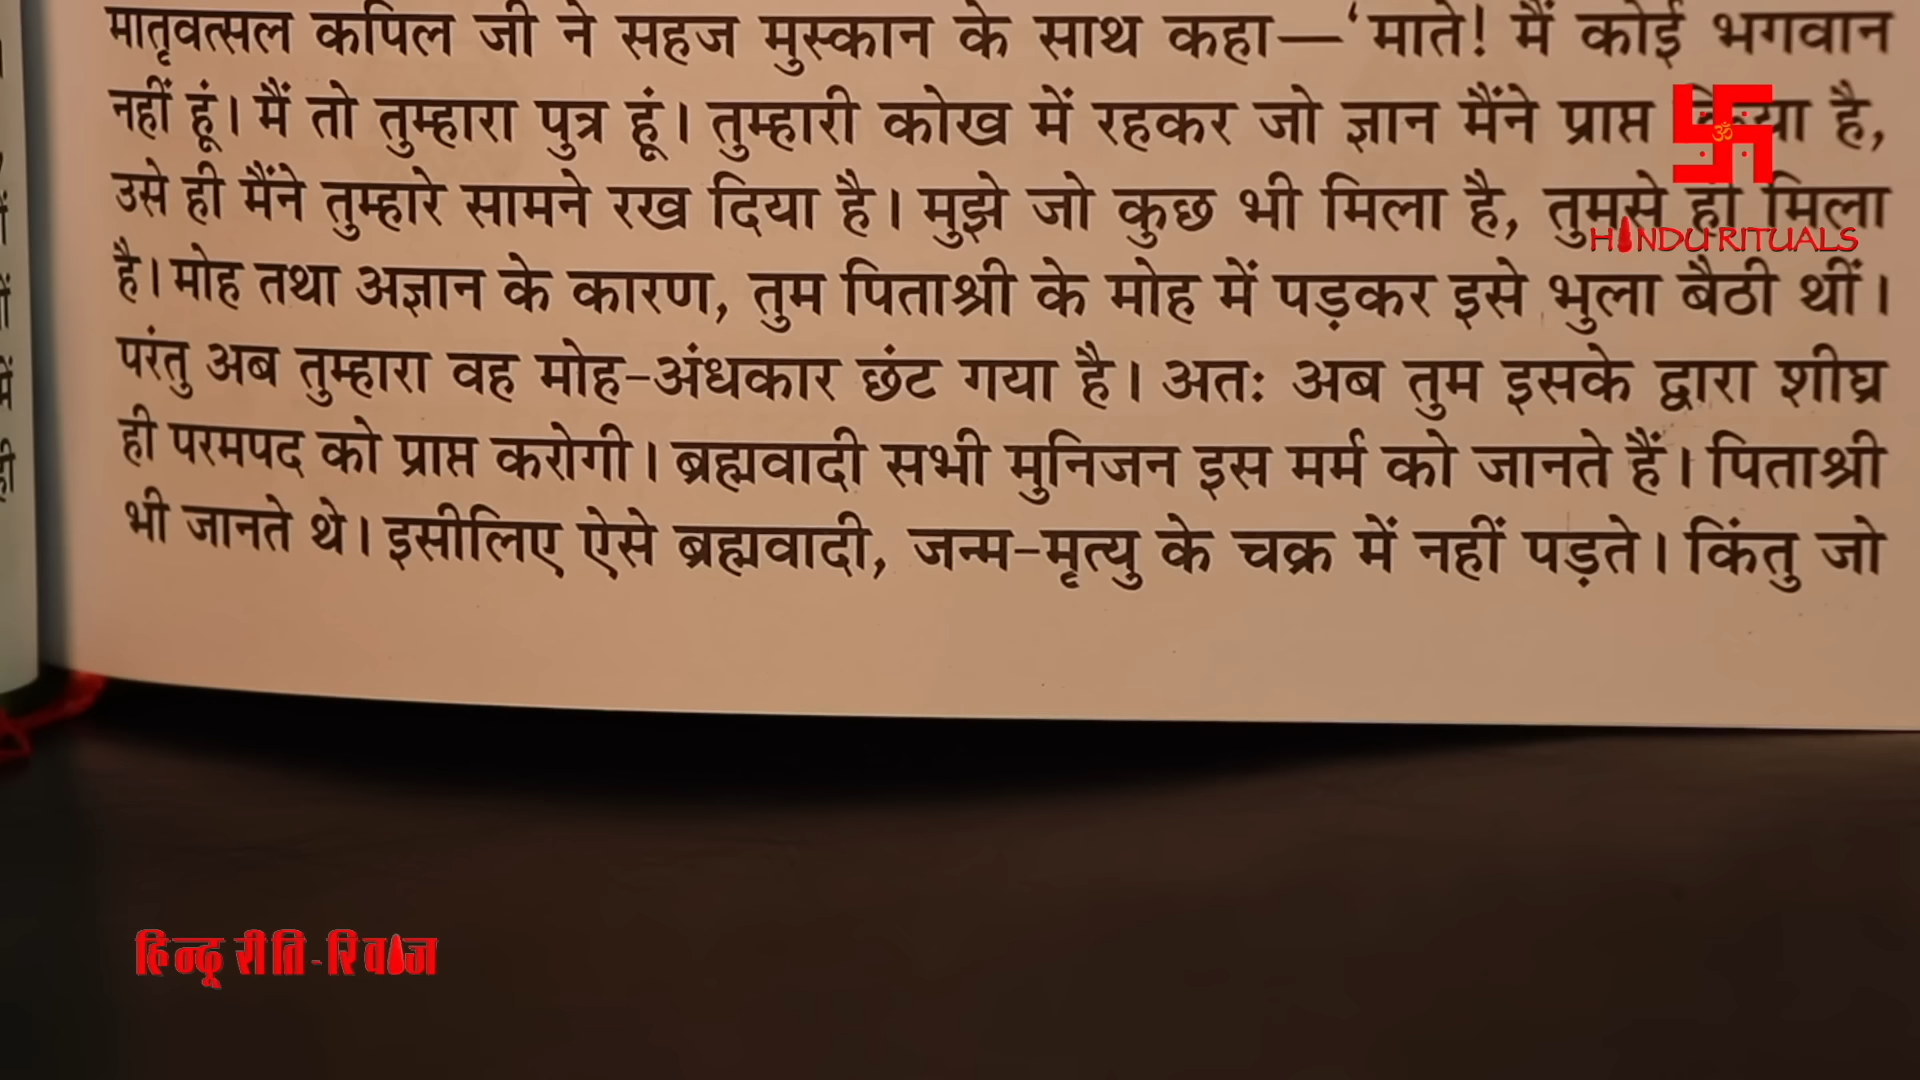 मातृवत्सल कपिल जी ने सहज मुस्कान के साथ कहा—‘माते! मैं कोई भगवान
नहीं हूं। मैं तो तुम्हारा पुत्र हूं। तुम्हारी कोख में रहकर जो ज्ञान मैंने प्राप्त किया है,
उसे ही मैंने तुम्हारे सामने रख दिया है। मुझे जो कुछ भी मिला है, तुमसे ही मिला
है। मोह तथा अज्ञान के कारण, तुम पिताश्री के मोह में पड़कर इसे भुला बैठी थीं।
परंतु अब तुम्हारा वह मोह-अंधकार छंट गया है। अतः अब तुम इसके द्वारा शीघ्र
ही परमपद को प्राप्त करोगी। ब्रह्मवादी सभी मुनिजन इस मर्म को जानते हैं। पिताश्री
भी जानते थे। इसीलिए ऐसे ब्रह्मवादी, जन्म-मृत्यु के चक्र में नहीं पड़ते। किंतु जो
ॐ
HINDU RITUALS
हिन्दू रीति-रिवाज